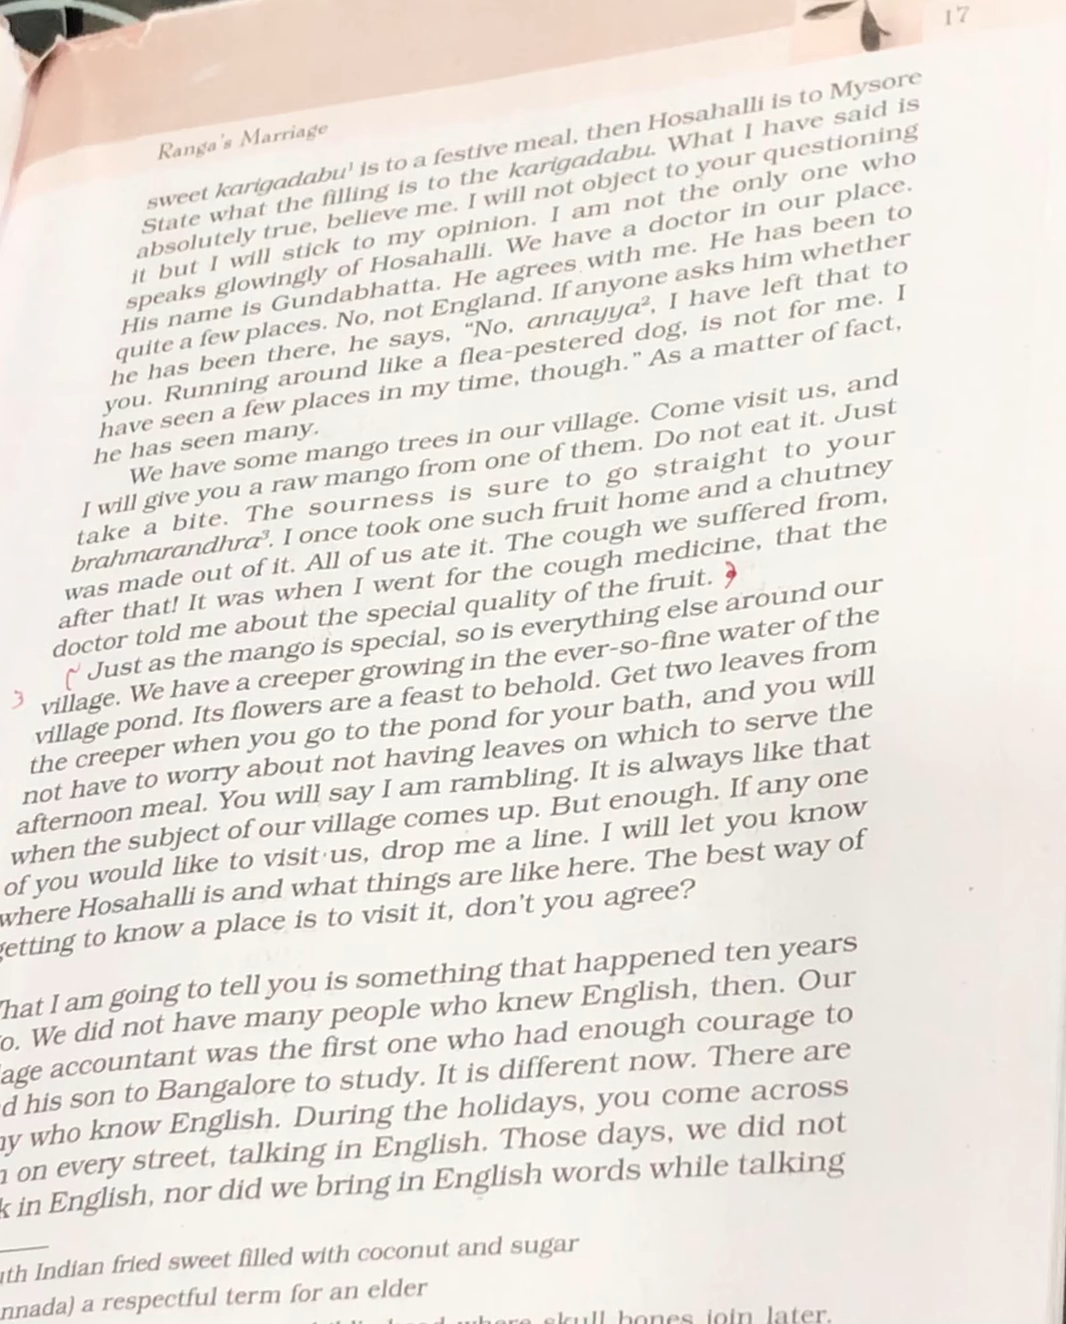 17
Ranga's Marriage
sweet karigadabu¹ is to a festive meal, then Hosahalli is to Mysore
State what the filling is to the karigadabu. What I have said is
absolutely true, believe me. I will not object to your questioning
it but I will stick to my opinion. I am not the only one who
speaks glowingly of Hosahalli. We have a doctor in our place.
His name is Gundabhatta. He agrees with me. He has been to
quite a few places. No, not England. If anyone asks him whether
he has been there, he says, “No, annayya², I have left that to
you. Running around like a flea-pestered dog, is not for me. I
have seen a few places in my time, though.” As a matter of fact,
he has seen many.
We have some mango trees in our village. Come visit us, and
I will give you a raw mango from one of them. Do not eat it. Just
take a bite. The sourness is sure to go straight to your
brahmarandhra³. I once took one such fruit home and a chutney
was made out of it. All of us ate it. The cough we suffered from,
after that! It was when I went for the cough medicine, that the
doctor told me about the special quality of the fruit.
3
Just as the mango is special, so is everything else around our
village. We have a creeper growing in the ever-so-fine water of the
village pond. Its flowers are a feast to behold. Get two leaves from
the creeper when you go to the pond for your bath, and you will
not have to worry about not having leaves on which to serve the
afternoon meal. You will say I am rambling. It is always like that
when the subject of our village comes up. But enough. If any one
of you would like to visit us, drop me a line. I will let you know
where Hosahalli is and what things are like here. The best way of
getting to know a place is to visit it, don't you agree?
hat I am going to tell you is something that happened ten years
o. We did not have many people who knew English, then. Our
age accountant was the first one who had enough courage to
d his son to Bangalore to study. It is different now. There are
ny who know English. During the holidays, you come across
on every street, talking in English. Those days, we did not
k in English, nor did we bring in English words while talking
uth Indian fried sweet filled with coconut and sugar
nnada) a respectful term for an elder
where skull bones join later.